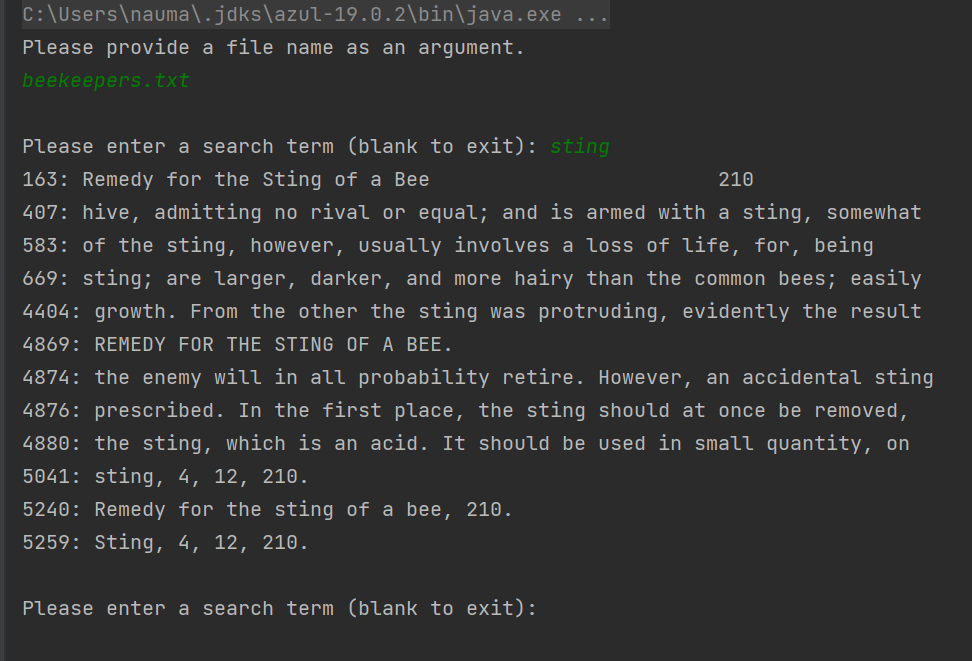 C:\Users\nauma\.jdks\azul-19.0.2\bin\java.exe ...
Please provide a file name as an argument.
beekeepers.txt
Please enter a search term (blank to exit): sting
163: Remedy for the Sting of a Bee                        210
407: hive, admitting no rival or equal; and is armed with a sting, somewhat
583: of the sting, however, usually involves a loss of life, for, being
669: sting; are larger, darker, and more hairy than the common bees; easily
4404: growth. From the other the sting was protruding, evidently the result
4869: REMEDY FOR THE STING OF A BEE.
4874: the enemy will in all probability retire. However, an accidental sting
4876: prescribed. In the first place, the sting should at once be removed,
4880: the sting, which is an acid. It should be used in small quantity, on
5041: sting, 4, 12, 210.
5240: Remedy for the sting of a bee, 210.
5259: Sting, 4, 12, 210.
Please enter a search term (blank to exit):